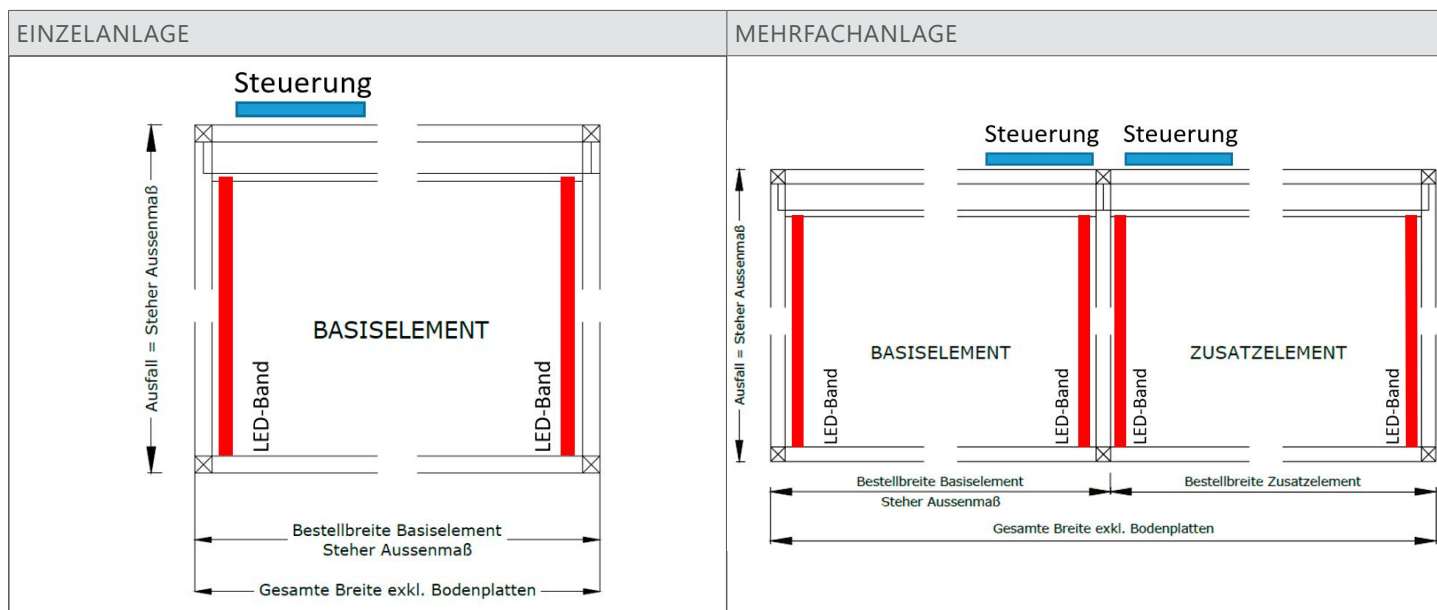 EINZELANLAGE
Steuerung
Ausfall = Steher Aussenmaß
BASISELEMENT
LED-Band
LED-Band
Bestellbreite Basiselement
Steher Aussenmaß
Gesamte Breite exkl. Bodenplatten
MEHRFACHANLAGE
Steuerung
Steuerung
Ausfall = Steher Aussenmaß
BASISELEMENT
ZUSATZELEMENT
LED-Band
LED-Band
LED-Band
LED-Band
Bestellbreite Basiselement
Steher Aussenmaß
Bestellbreite Zusatzelement
Gesamte Breite exkl. Bodenplatten